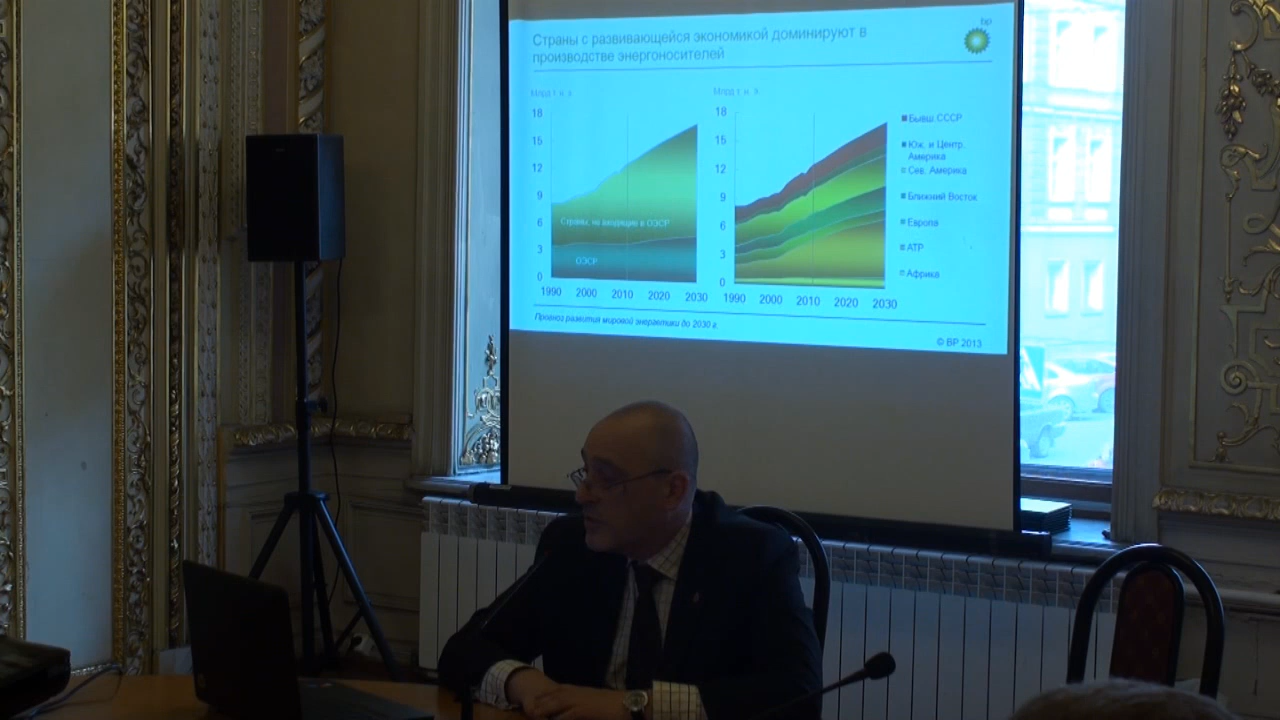 bp
Страны с развивающейся экономикой доминируют в
производстве энергоносителей
Млрд т. н. э.
18
15
12
9
6
3
0
Страны, не входящие в ОЭСР
ОЭСР
1990 2000 2010 2020 2030
Млрд т. н. э.
18
15
12
9
6
3
0
1990 2000 2010 2020 2030
Бывш.СССР
Юж. и Центр.
Америка
Сев. Америка
Ближний Восток
Европа
АТР
Африка
Прогноз развития мировой энергетики до 2030 г.
© BP 2013